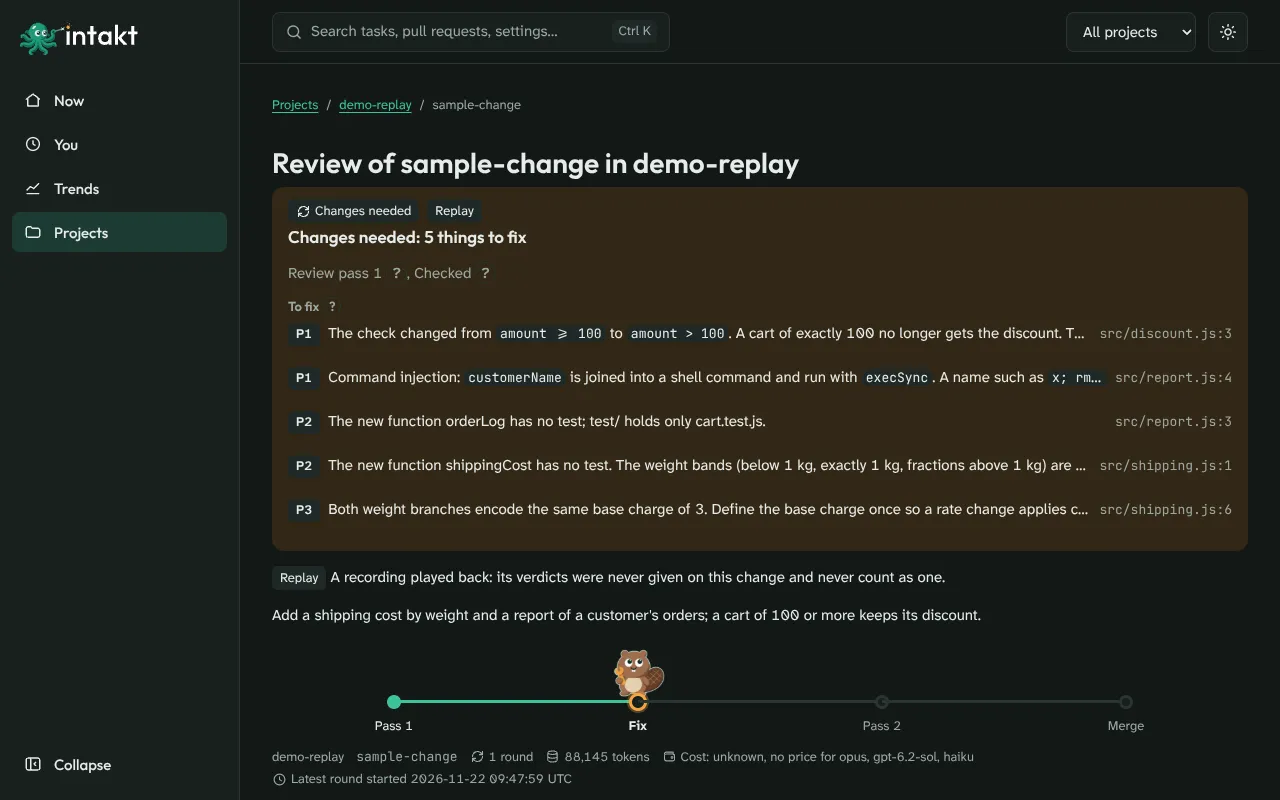 intakt
Search tasks, pull requests, settings...
Ctrl K
All projects
Now
You
Trends
Projects
Projects / demo-replay / sample-change
Review of sample-change in demo-replay
Changes needed
Replay
Changes needed: 5 things to fix
Review pass 1 ? , Checked ?
To fix ?
P1 The check changed from amount >= 100 to amount > 100. A cart of exactly 100 no longer gets the discount. T... src/discount.js:3
P1 Command injection: customerName is joined into a shell command and run with execSync. A name such as x; rm... src/report.js:4
P2 The new function orderLog has no test; test/ holds only cart.test.js. src/report.js:3
P2 The new function shippingCost has no test. The weight bands (below 1 kg, exactly 1 kg, fractions above 1 kg) are ... src/shipping.js:1
P3 Both weight branches encode the same base charge of 3. Define the base charge once so a rate change applies c... src/shipping.js:6
Replay A recording played back: its verdicts were never given on this change and never count as one.
Add a shipping cost by weight and a report of a customer's orders; a cart of 100 or more keeps its discount.
Pass 1
Fix
Pass 2
Merge
demo-replay sample-change 1 round 88,145 tokens Cost: unknown, no price for opus, gpt-6.2-sol, haiku
Latest round started 2026-11-22 09:47:59 UTC
Collapse